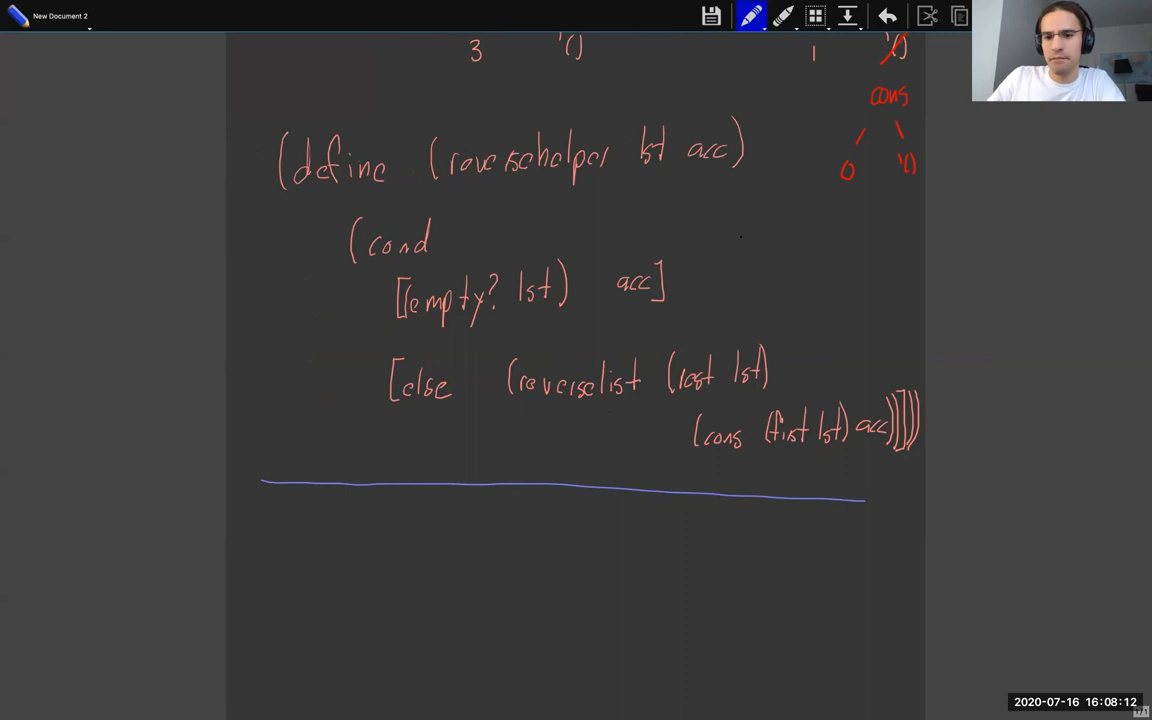 New Document 2
3 '() 1 '()
cons
0 '()
(define (reversehelper lst acc)
(cond
[(empty? lst) acc]
[else (reverselist (rest lst)
(cons (first lst) acc))]))
2020-07-16 16:08:12